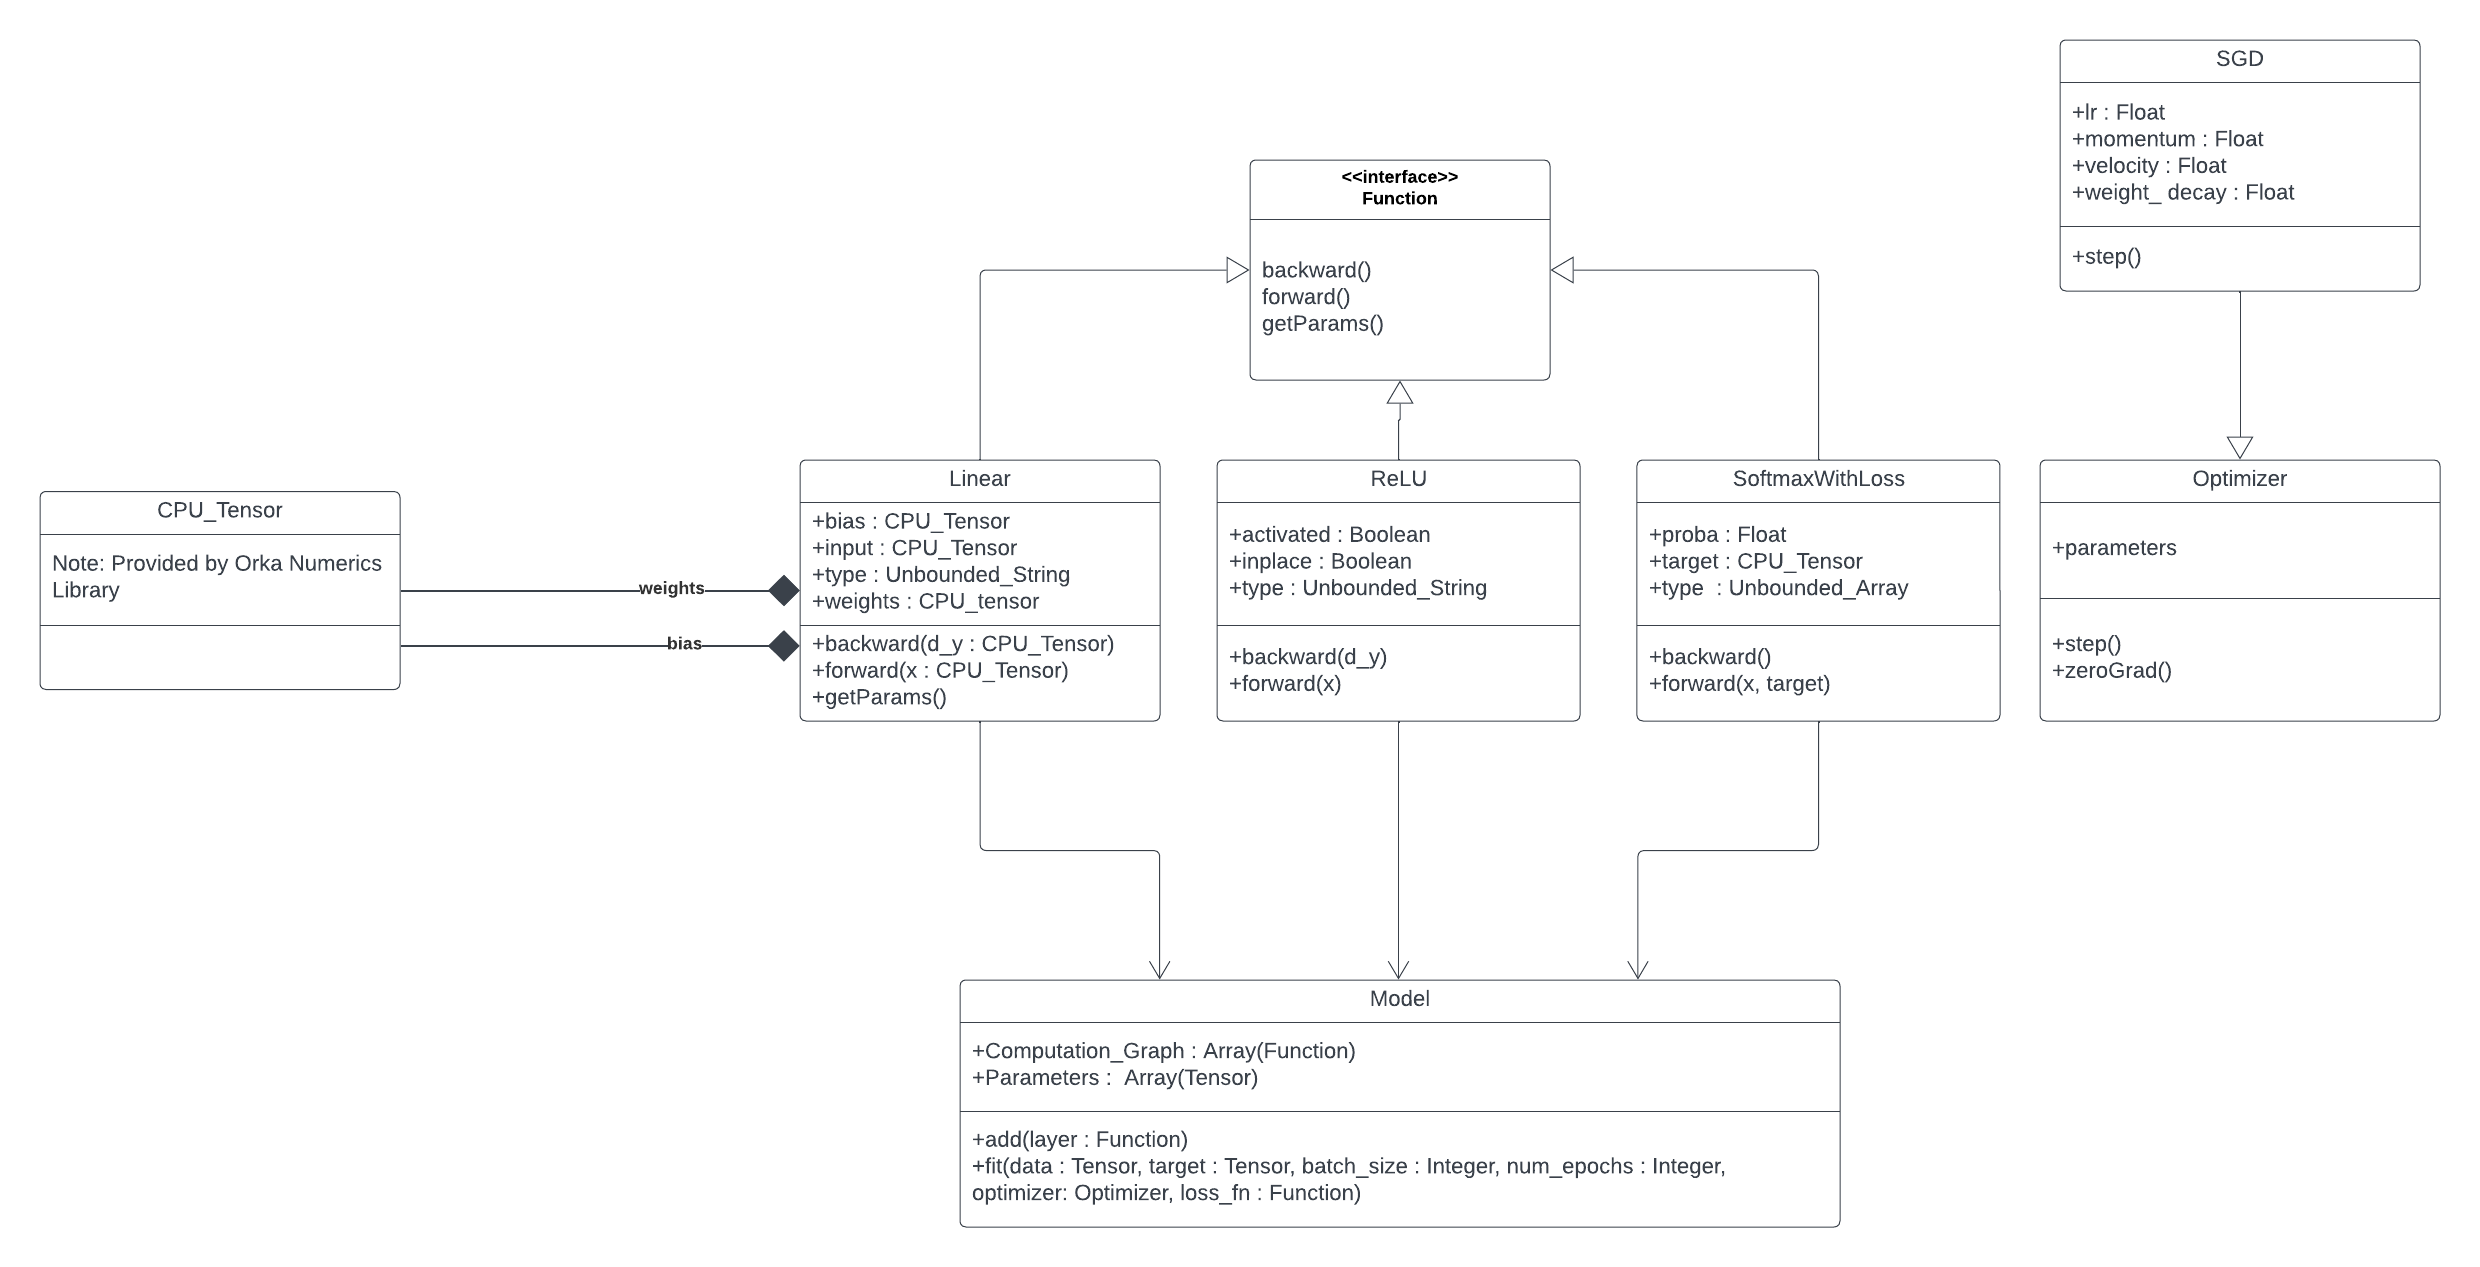 SGD
+lr : Float
+momentum : Float
+velocity : Float
+weight_ decay : Float
+step()
<<interface>>
Function
backward()
forward()
getParams()
CPU_Tensor
Note: Provided by Orka Numerics
Library
weights
bias
Linear
+bias : CPU_Tensor
+input : CPU_Tensor
+type : Unbounded_String
+weights : CPU_tensor
+backward(d_y : CPU_Tensor)
+forward(x : CPU_Tensor)
+getParams()
ReLU
+activated : Boolean
+inplace : Boolean
+type : Unbounded_String
+backward(d_y)
+forward(x)
SoftmaxWithLoss
+proba : Float
+target : CPU_Tensor
+type  : Unbounded_Array
+backward()
+forward(x, target)
Optimizer
+parameters
+step()
+zeroGrad()
Model
+Computation_Graph : Array(Function)
+Parameters :  Array(Tensor)
+add(layer : Function)
+fit(data : Tensor, target : Tensor, batch_size : Integer, num_epochs : Integer,
optimizer: Optimizer, loss_fn : Function)